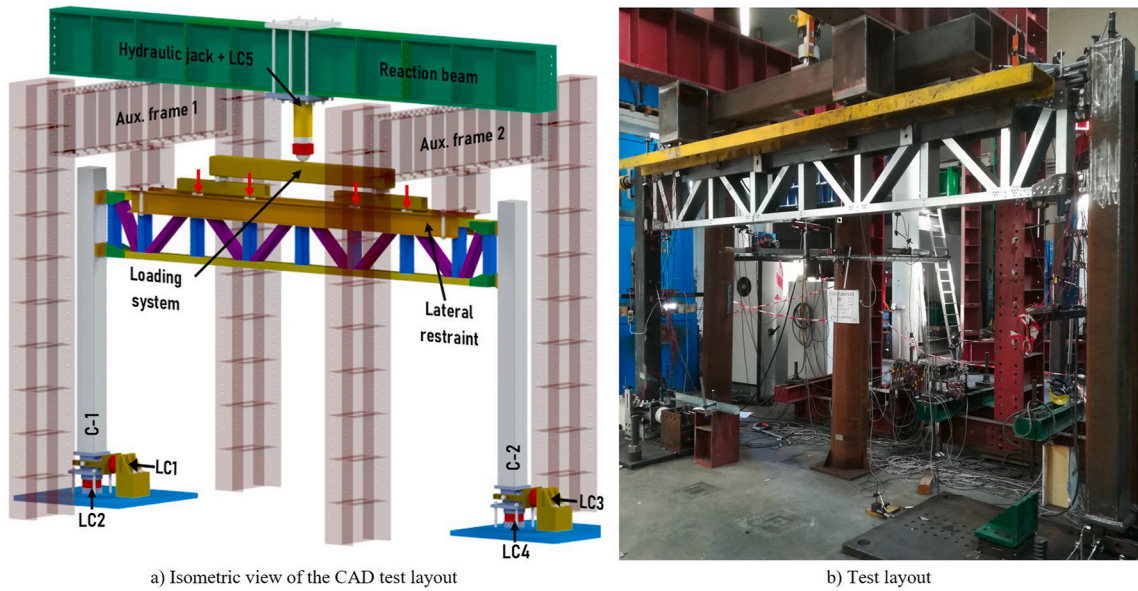 Hydraulic jack + LC5
Reaction beam
Aux. frame 1
Aux. frame 2
Loading
system
Lateral
restraint
C-1
C-2
LC1
LC2
LC3
LC4
a) Isometric view of the CAD test layout
b) Test layout